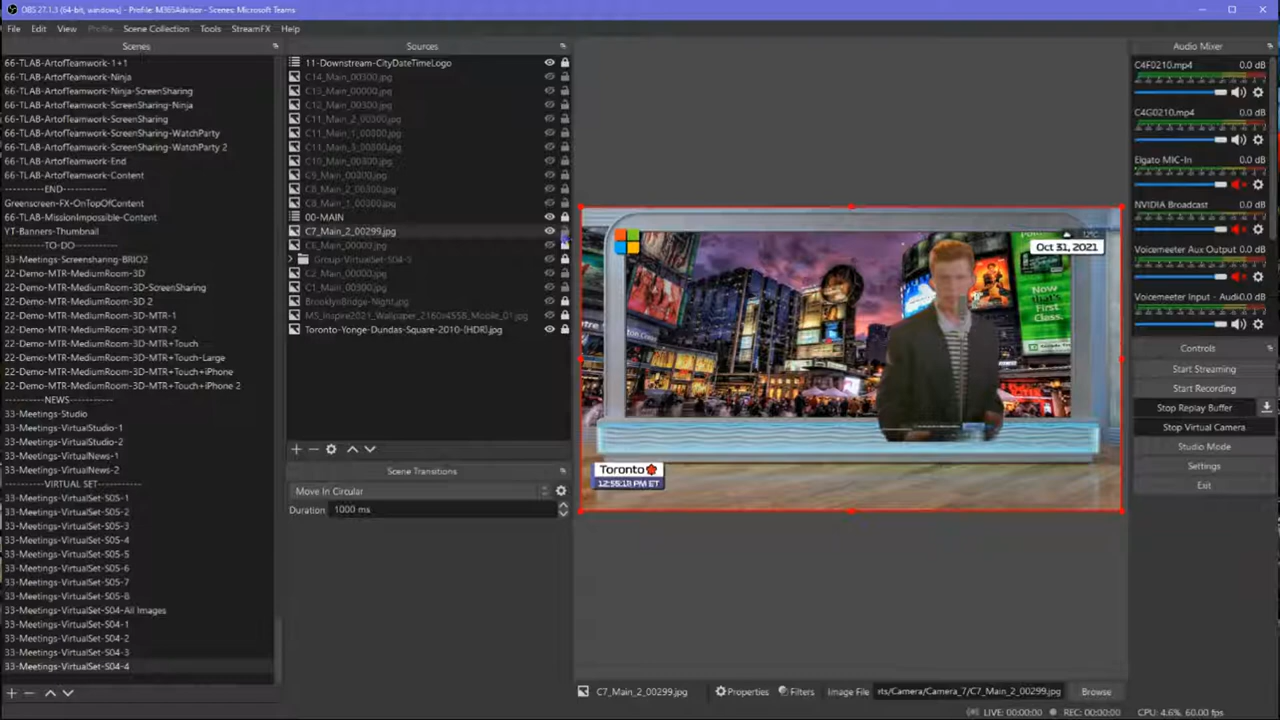 OBS 27.1.3 (64-bit, windows) - Profile: M365Advisor - Scenes: Microsoft Teams
File Edit View Profile Scene Collection Tools StreamFX Help
Scenes
66-TLAB-ArtofTeamwork-1+1
66-TLAB-ArtofTeamwork-Ninja
66-TLAB-ArtofTeamwork-Ninja-ScreenSharing
66-TLAB-ArtofTeamwork-ScreenSharing-Ninja
66-TLAB-ArtofTeamwork-ScreenSharing
66-TLAB-ArtofTeamwork-ScreenSharing-WatchParty
66-TLAB-ArtofTeamwork-ScreenSharing-WatchParty 2
66-TLAB-ArtofTeamwork-End
66-TLAB-ArtofTeamwork-Content
----------END----------
Greenscreen-FX-OnTopOfContent
66-TLAB-MissionImpossible-Content
YT-Banners-Thumbnail
----------TO-DO----------
33-Meetings-Screensharing-BRIO2
22-Demo-MTR-MediumRoom-3D
22-Demo-MTR-MediumRoom-3D-ScreenSharing
22-Demo-MTR-MediumRoom-3D 2
22-Demo-MTR-MediumRoom-3D-MTR-1
22-Demo-MTR-MediumRoom-3D-MTR-2
22-Demo-MTR-MediumRoom-3D-MTR+Touch
22-Demo-MTR-MediumRoom-3D-MTR+Touch-Large
22-Demo-MTR-MediumRoom-3D-MTR+Touch+iPhone
22-Demo-MTR-MediumRoom-3D-MTR+Touch+iPhone 2
----------NEWS----------
33-Meetings-Studio
33-Meetings-VirtualStudio-1
33-Meetings-VirtualStudio-2
33-Meetings-VirtualNews-1
33-Meetings-VirtualNews-2
----------VIRTUAL SET----------
33-Meetings-VirtualSet-S05-1
33-Meetings-VirtualSet-S05-2
33-Meetings-VirtualSet-S05-3
33-Meetings-VirtualSet-S05-4
33-Meetings-VirtualSet-S05-5
33-Meetings-VirtualSet-S05-6
33-Meetings-VirtualSet-S05-7
33-Meetings-VirtualSet-S05-8
33-Meetings-VirtualSet-S04-All Images
33-Meetings-VirtualSet-S04-1
33-Meetings-VirtualSet-S04-2
33-Meetings-VirtualSet-S04-3
33-Meetings-VirtualSet-S04-4
Sources
11-Downstream-CityDateTimeLogo
C14_Main_00300.jpg
C13_Main_00000.jpg
C12_Main_00300.jpg
C11_Main_2_00300.jpg
C11_Main_1_00000.jpg
C11_Main_3_00300.jpg
C10_Main_00300.jpg
C9_Main_00300.jpg
C8_Main_2_00300.jpg
C8_Main_1_00300.jpg
00-MAIN
C7_Main_2_00299.jpg
C6_Main_00000.jpg
Group-VirtualSet-S04-3
C2_Main_00000.jpg
C1_Main_00300.jpg
BrooklynBridge-Night.jpg
MS_Inspire2021_Wallpaper_2160x4558_Mobile_01.jpg
Toronto-Yonge-Dundas-Square-2010-[HDR].jpg
Scene Transitions
Move In Circular
Duration 1000 ms
12°C
Oct 31, 2021
Now
that's
First
Class.
Toronto
12:55:19 PM ET
C7_Main_2_00299.jpg Properties Filters Image File rts/Camera/Camera_7/C7_Main_2_00299.jpg Browse
Audio Mixer
C4F0210.mp4 0.0 dB
C4G0210.mp4 0.0 dB
Elgato MIC-In 0.0 dB
NVIDIA Broadcast 0.0 dB
Voicemeeter Aux Output 0.0 dB
Voicemeeter Input - Audi 0.0 dB
Controls
Start Streaming
Start Recording
Stop Replay Buffer
Stop Virtual Camera
Studio Mode
Settings
Exit
LIVE: 00:00:00 REC: 00:00:00 CPU: 4.6%, 60.00 fps